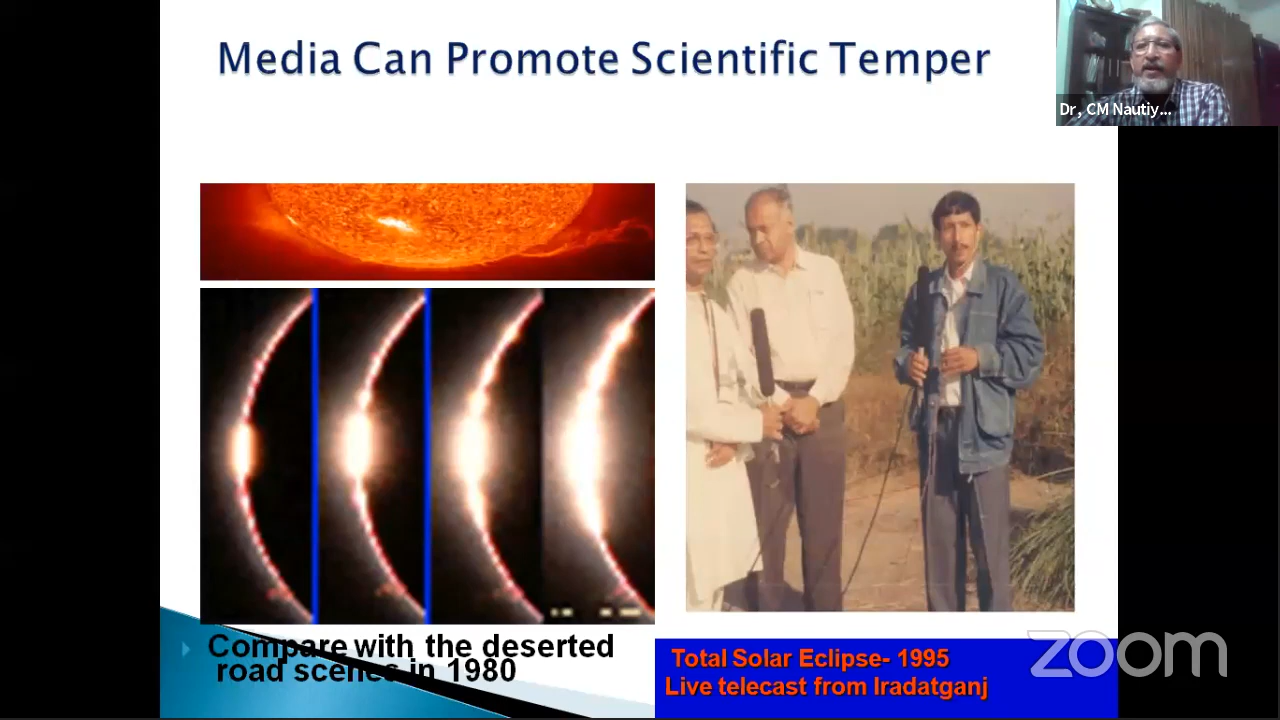 Media Can Promote Scientific Temper
Dr, CM Nautiy...
Compare with the deserted
road scenes in 1980
Total Solar Eclipse- 1995
Live telecast from Iradatganj
zoom